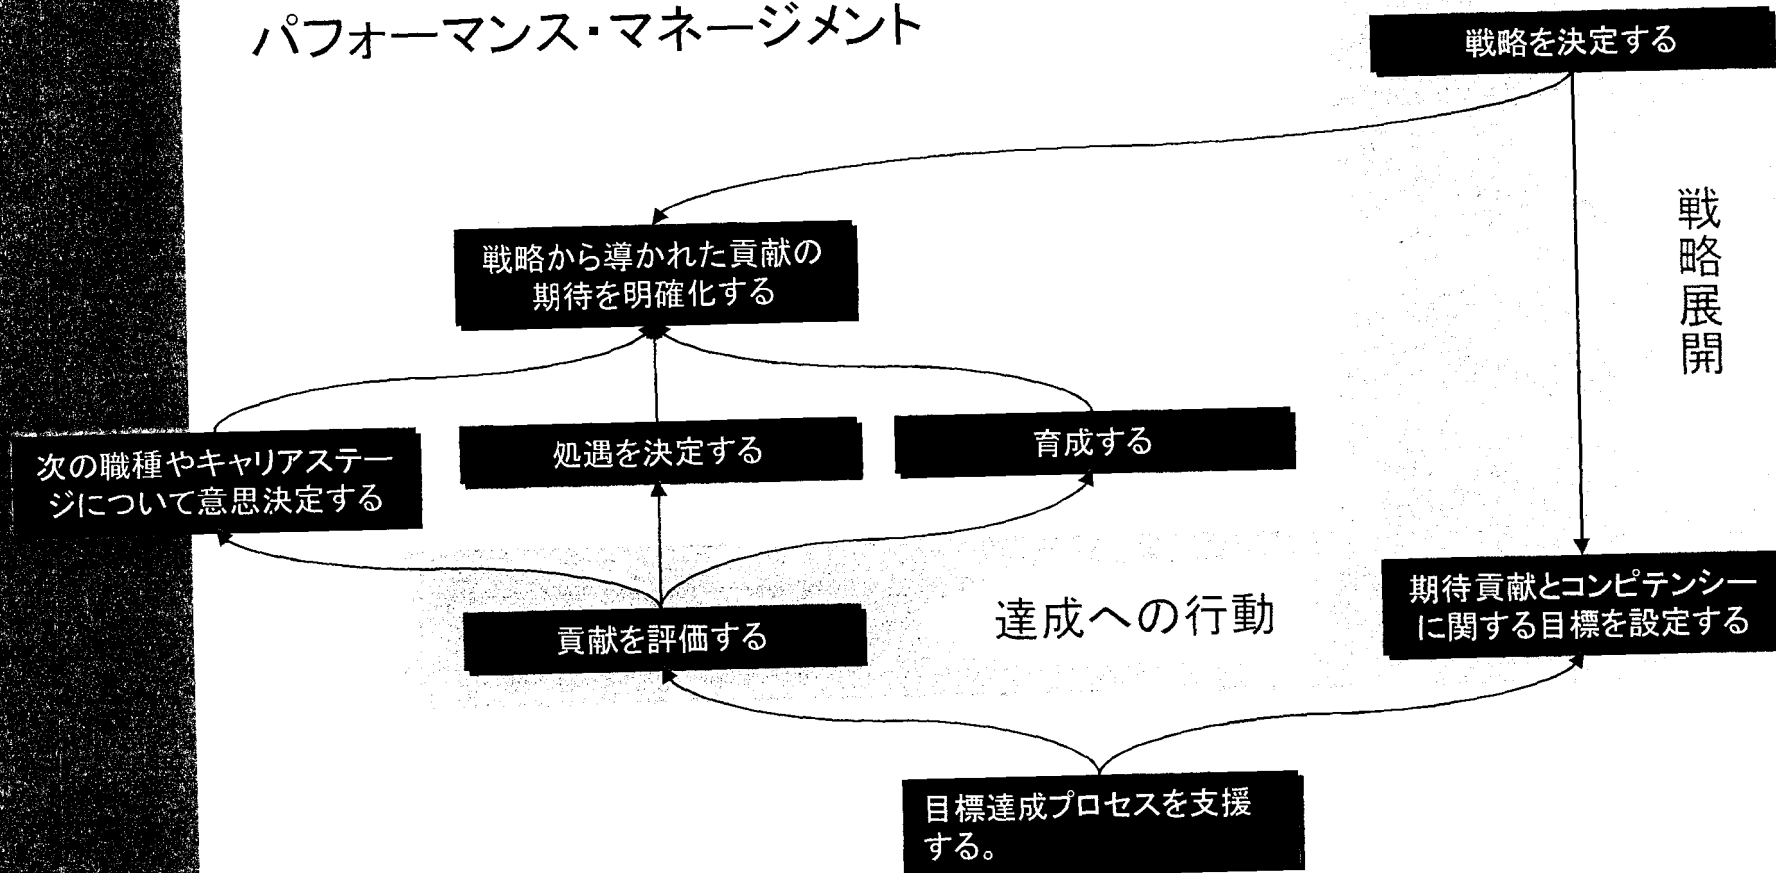 パフォーマンス・マネージメント
戦略を決定する
戦略から導かれた貢献の
期待を明確化する
戦略展開
次の職種やキャリアステー
ジについて意思決定する
処遇を決定する
育成する
貢献を評価する
達成への行動
期待貢献とコンピテンシー
に関する目標を設定する
目標達成プロセスを支援
する。